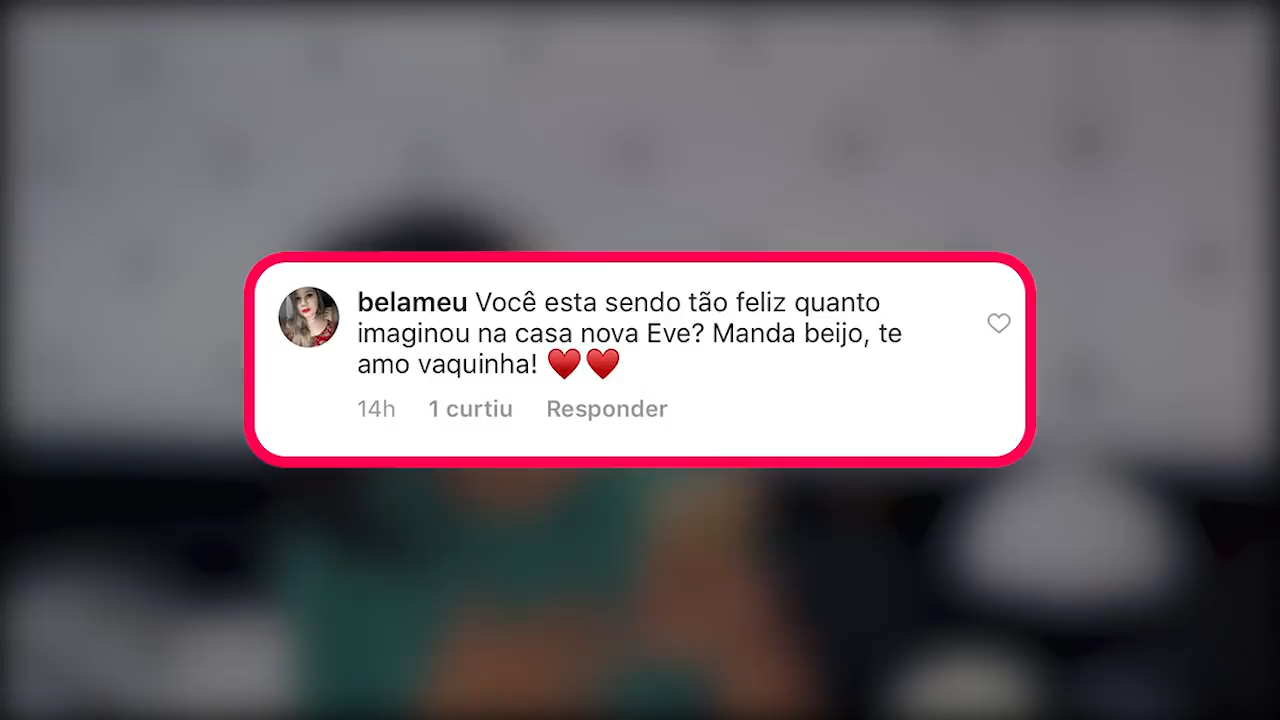 belameu Você esta sendo tão feliz quanto
imaginou na casa nova Eve? Manda beijo, te
amo vaquinha! ♥️♥️
14h 1 curtiu Responder